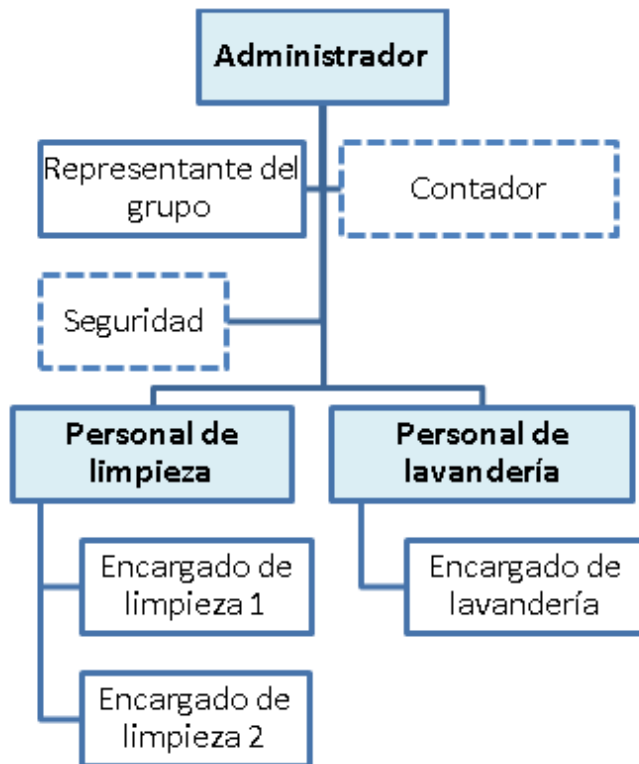 Administrador
Representante del
grupo
Contador
Seguridad
Personal de
limpieza
Personal de
lavandería
Encargado de
limpieza 1
Encargado de
lavandería
Encargado de
limpieza 2